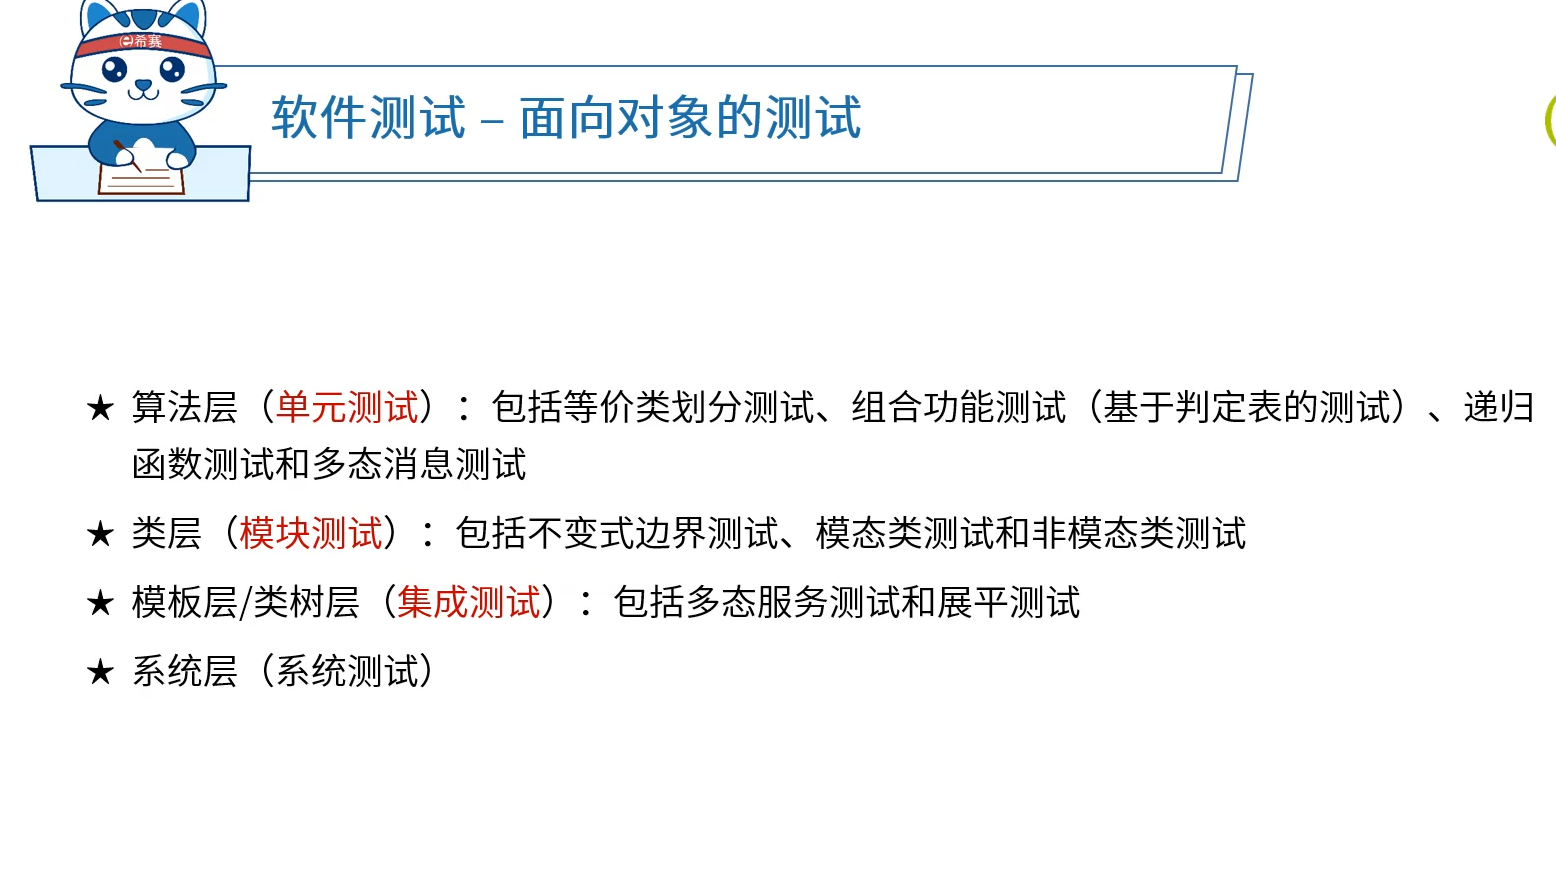 e希赛
软件测试 – 面向对象的测试
★ 算法层（单元测试）：包括等价类划分测试、组合功能测试（基于判定表的测试）、递归
函数测试和多态消息测试
★ 类层（模块测试）：包括不变式边界测试、模态类测试和非模态类测试
★ 模板层/类树层（集成测试）：包括多态服务测试和展平测试
★ 系统层（系统测试）